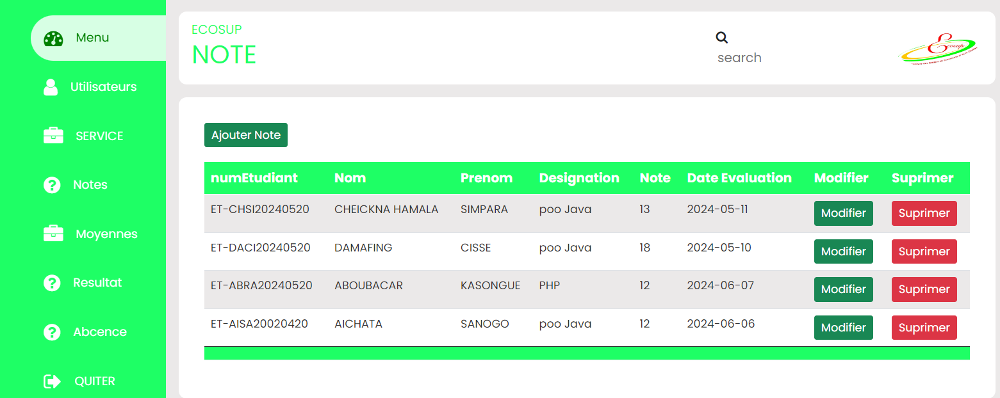 Menu
Utilisateurs
SERVICE
Notes
Moyennes
Resultat
Abcence
QUITER
ECOSUP
NOTE
search
Ecosup
Ajouter Note
numEtudiant Nom Prenom Designation Note Date Evaluation Modifier Suprimer
ET-CHSI20240520 CHEICKNA HAMALA SIMPARA poo Java 13 2024-05-11 Modifier Suprimer
ET-DACI20240520 DAMAFING CISSE poo Java 18 2024-05-10 Modifier Suprimer
ET-ABRA20240520 ABOUBACAR KASONGUE PHP 12 2024-06-07 Modifier Suprimer
ET-AISA20020420 AICHATA SANOGO poo Java 12 2024-06-06 Modifier Suprimer